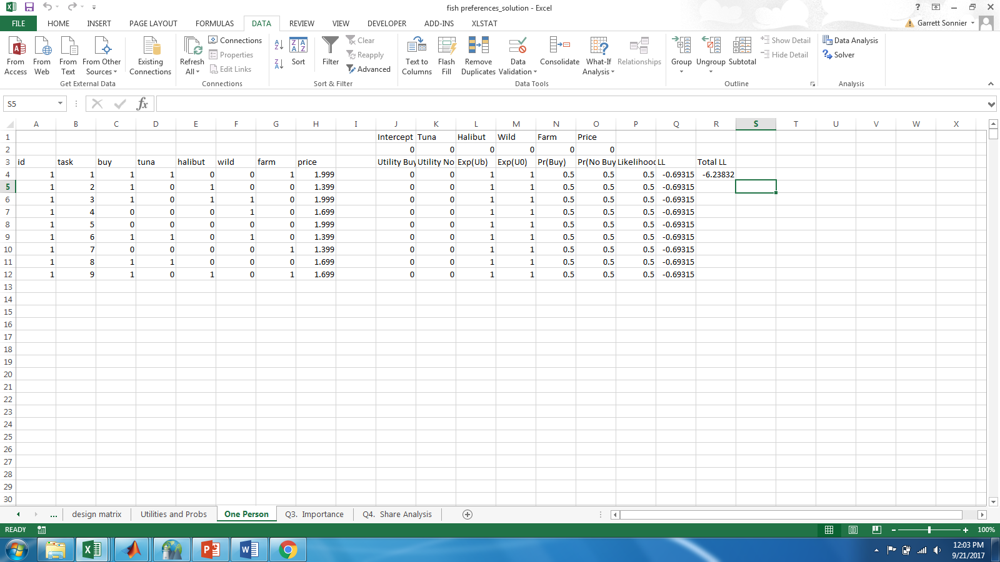 fish preferences_solution - Excel
FILE HOME INSERT PAGE LAYOUT FORMULAS DATA REVIEW VIEW DEVELOPER ADD-INS XLSTAT Garrett Sonnier
From Access From Web From Text From Other Sources Existing Connections Refresh All Connections Properties Edit Links Sort Filter Clear Reapply Advanced Text to Columns Flash Fill Remove Duplicates Data Validation Consolidate What-If Analysis Relationships Group Ungroup Subtotal Show Detail Hide Detail Data Analysis Solver
Get External Data Connections Sort & Filter Data Tools Outline Analysis
S5 fx
A B C D E F G H I J K L M N O P Q R S T U V W X
1 Intercept Tuna Halibut Wild Farm Price
2 0 0 0 0 0 0
3 id task buy tuna halibut wild farm price Utility Buy Utility No Exp(Ub) Exp(U0) Pr(Buy) Pr(No Buy Likelihood LL Total LL
4 1 1 1 1 0 0 1 1.999 0 0 1 1 0.5 0.5 0.5 -0.69315 -6.23832
5 1 2 1 0 1 0 0 1.399 0 0 1 1 0.5 0.5 0.5 -0.69315
6 1 3 1 0 1 1 0 1.999 0 0 1 1 0.5 0.5 0.5 -0.69315
7 1 4 0 0 0 1 0 1.699 0 0 1 1 0.5 0.5 0.5 -0.69315
8 1 5 0 0 0 0 0 1.999 0 0 1 1 0.5 0.5 0.5 -0.69315
9 1 6 1 1 0 1 0 1.399 0 0 1 1 0.5 0.5 0.5 -0.69315
10 1 7 0 0 0 0 1 1.399 0 0 1 1 0.5 0.5 0.5 -0.69315
11 1 8 1 1 0 0 0 1.699 0 0 1 1 0.5 0.5 0.5 -0.69315
12 1 9 1 0 1 0 1 1.699 0 0 1 1 0.5 0.5 0.5 -0.69315
13
14
15
16
17
18
19
20
21
22
23
24
25
26
27
28
29
30
... design matrix Utilities and Probs One Person Q3. Importance Q4. Share Analysis
READY 100%
12:03 PM
9/21/2017